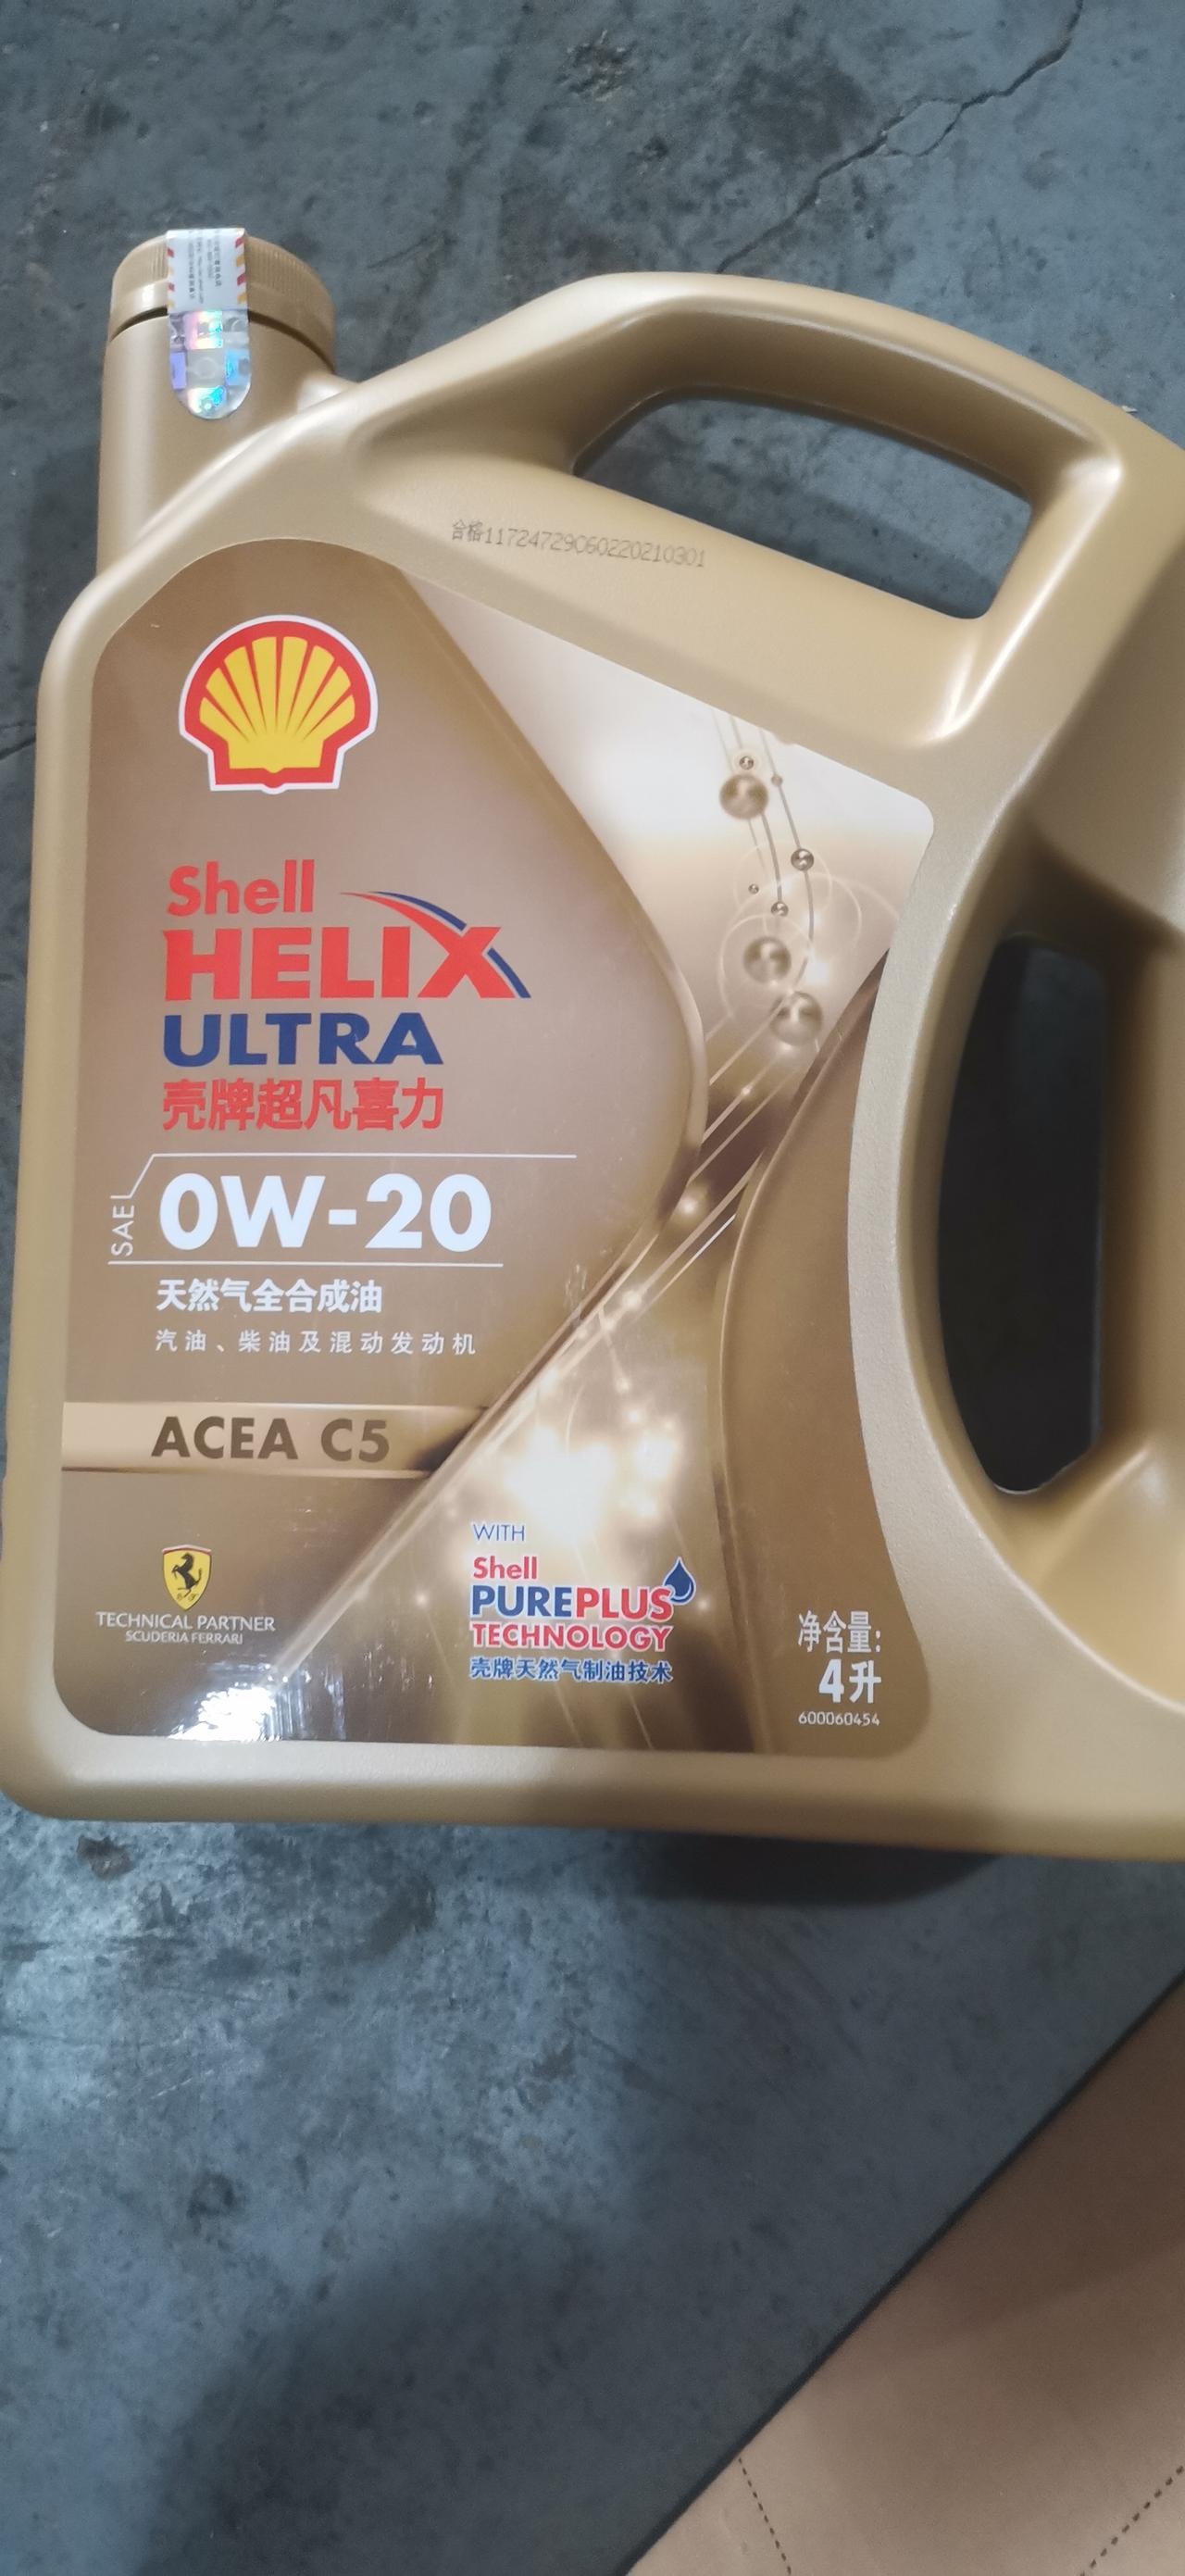 合格11724729060220210301
Shell
HELIX
ULTRA
壳牌超凡喜力
SAE
0W-20
天然气全合成油
汽油、柴油及混动发动机
ACEA C5
TECHNICAL PARTNER
SCUDERIA FERRARI
WITH
Shell
PUREPLUS
TECHNOLOGY
壳牌天然气制油技术
净含量:
4升
600060454